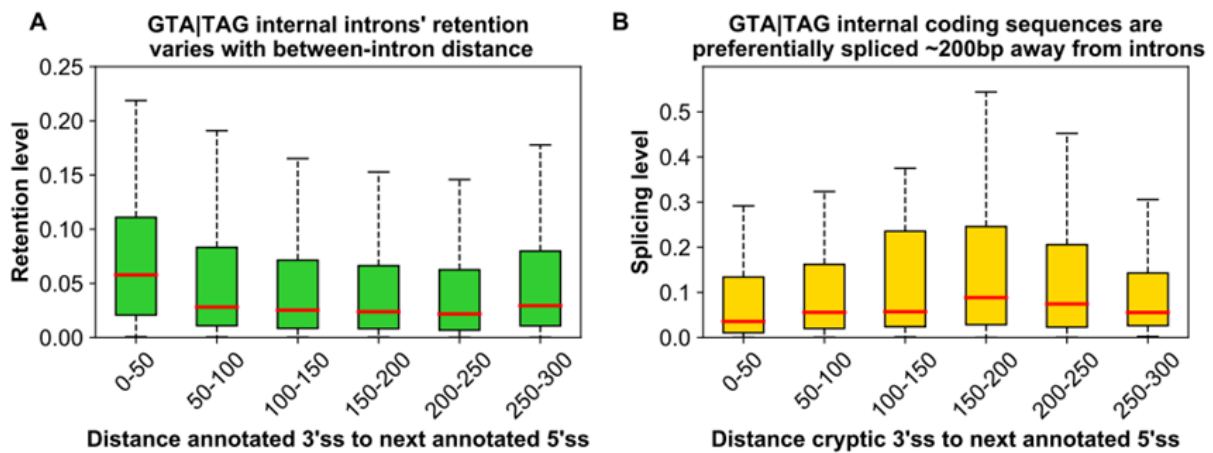 A
GTA|TAG internal introns' retention
varies with between-intron distance
Retention level
0.25
0.20
0.15
0.10
0.05
0.00
0-50
50-100
100-150
150-200
200-250
250-300
Distance annotated 3'ss to next annotated 5'ss
B
GTA|TAG internal coding sequences are
preferentially spliced ~200bp away from introns
Splicing level
0.5
0.4
0.3
0.2
0.1
0.0
0-50
50-100
100-150
150-200
200-250
250-300
Distance cryptic 3'ss to next annotated 5'ss